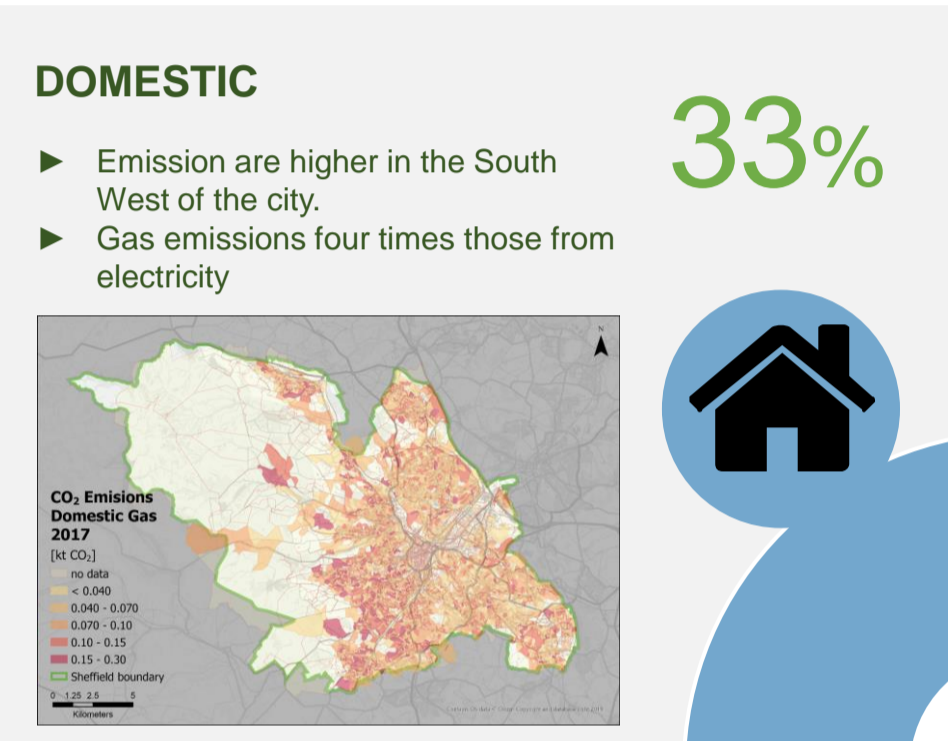 DOMESTIC
33%
► Emission are higher in the South
West of the city.
► Gas emissions four times those from
electricity
N
CO₂ Emisions
Domestic Gas
2017
[kt CO₂]
no data
< 0.040
0.040 - 0.070
0.070 - 0.10
0.10 - 0.15
0.15 - 0.30
Sheffield boundary
0 1.25 2.5 5
Kilometers